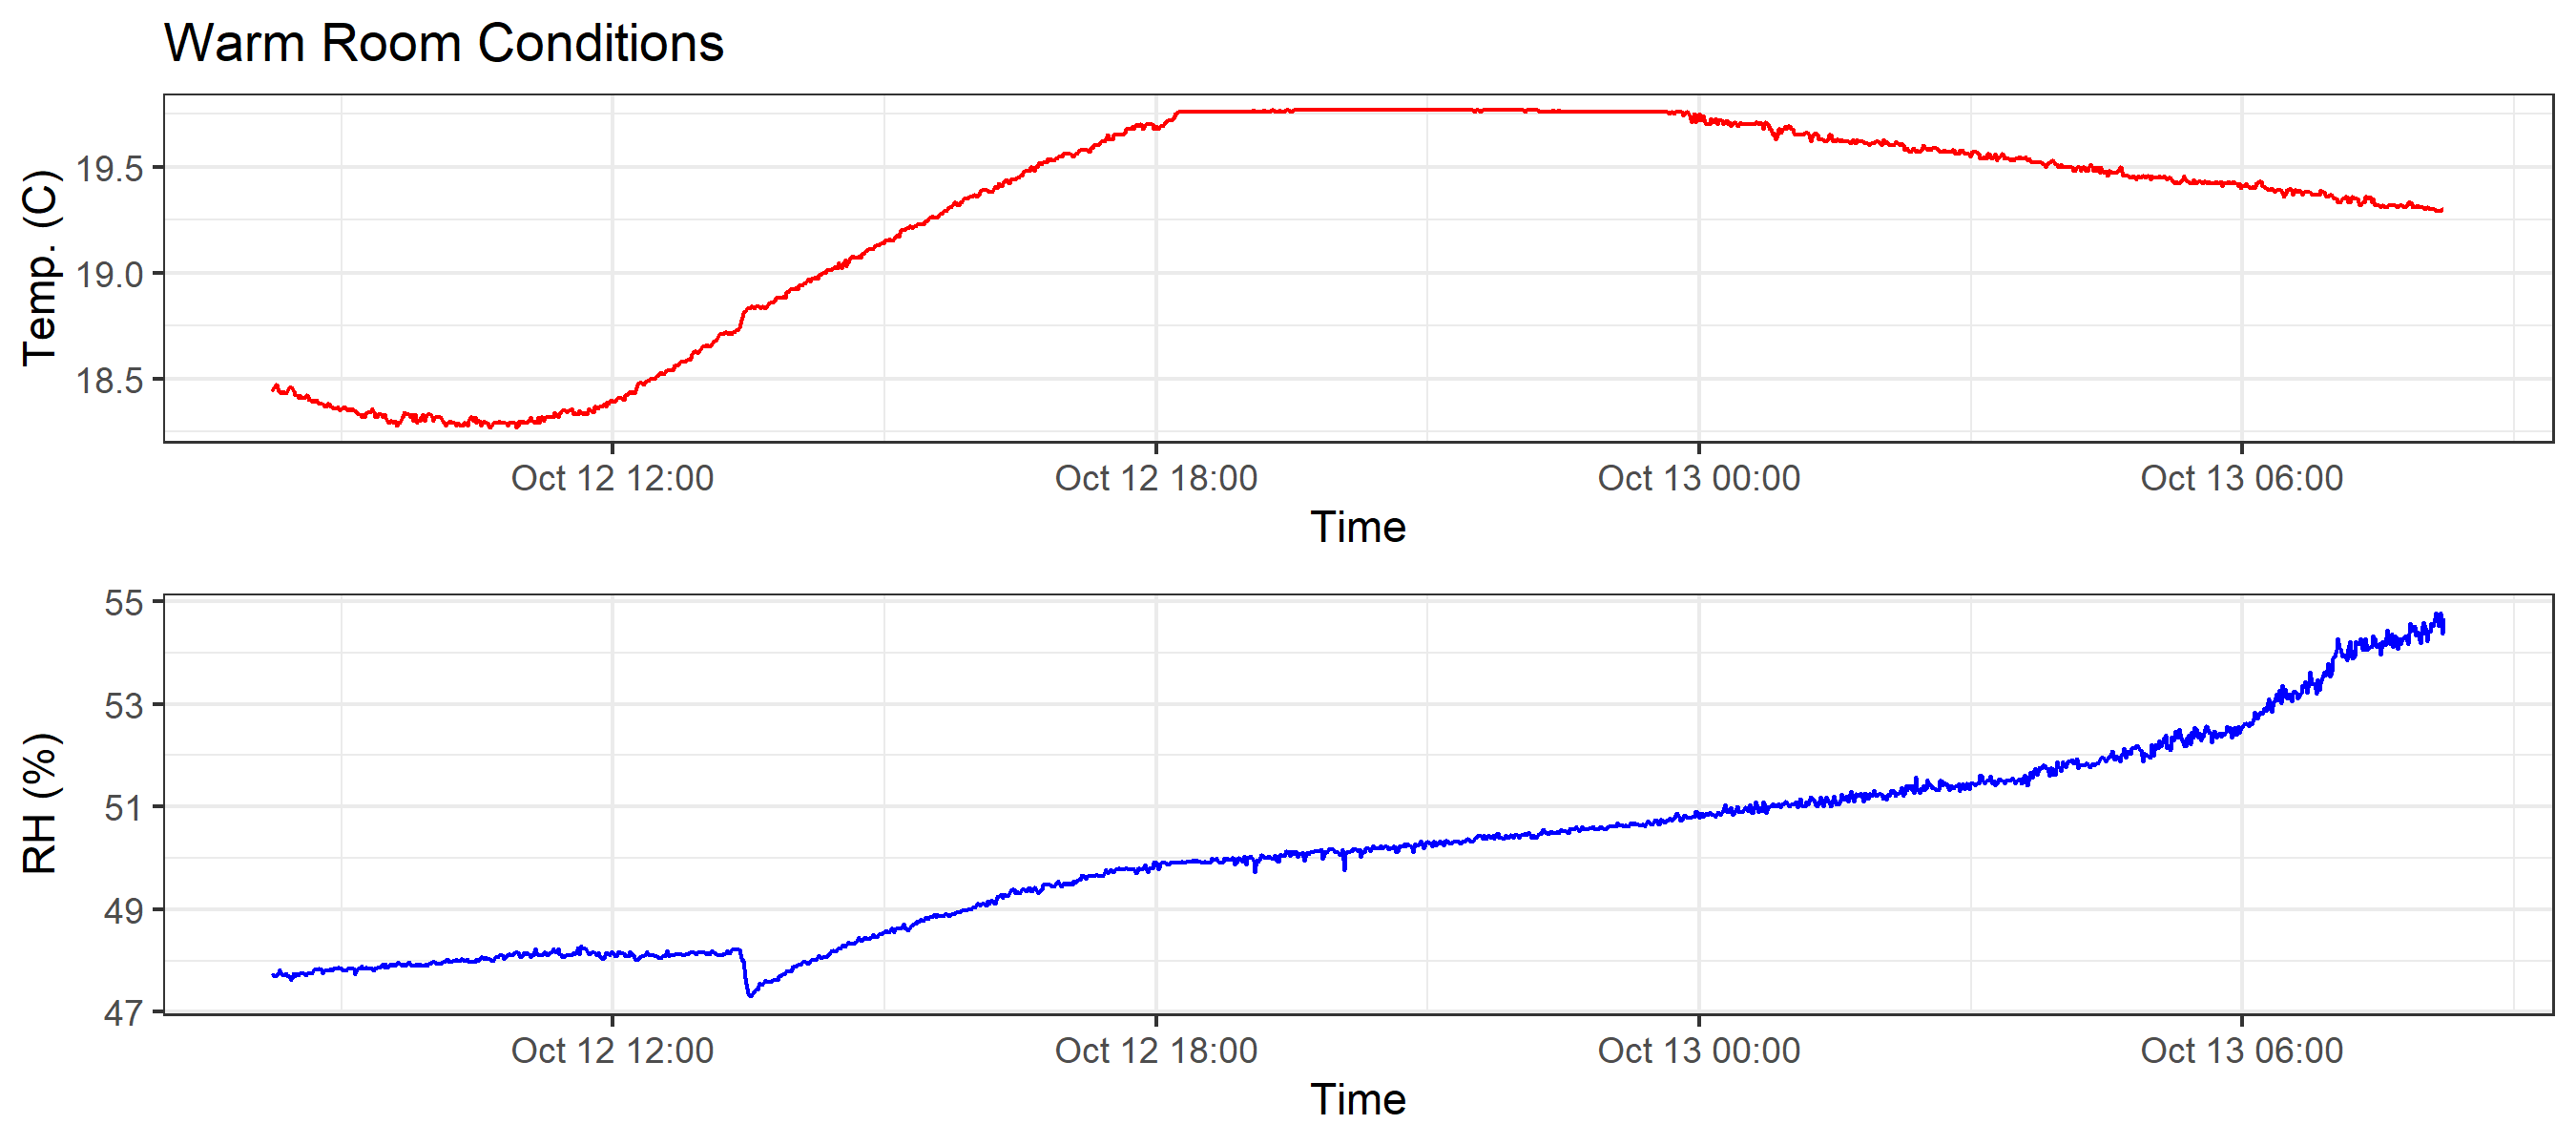 Warm Room Conditions
Temp. (C)
19.5
19.0
18.5
Oct 12 12:00 Oct 12 18:00 Oct 13 00:00 Oct 13 06:00
Time
RH (%)
55
53
51
49
47
Oct 12 12:00 Oct 12 18:00 Oct 13 00:00 Oct 13 06:00
Time